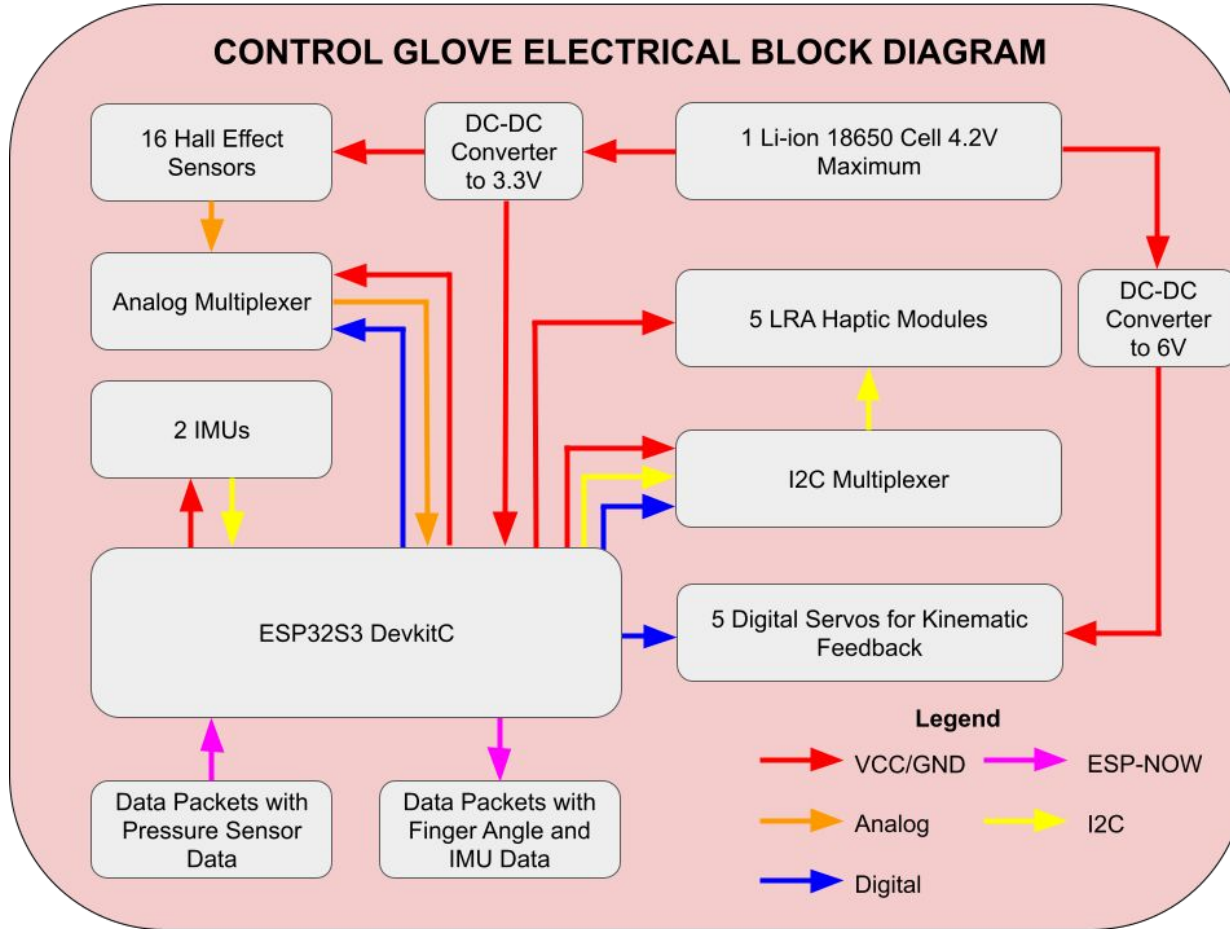 CONTROL GLOVE ELECTRICAL BLOCK DIAGRAM
16 Hall Effect
Sensors
DC-DC
Converter
to 3.3V
1 Li-ion 18650 Cell 4.2V
Maximum
Analog Multiplexer
5 LRA Haptic Modules
DC-DC
Converter
to 6V
2 IMUs
I2C Multiplexer
ESP32S3 DevkitC
5 Digital Servos for Kinematic
Feedback
Data Packets with
Pressure Sensor
Data
Data Packets with
Finger Angle and
IMU Data
Legend
VCC/GND
ESP-NOW
Analog
I2C
Digital